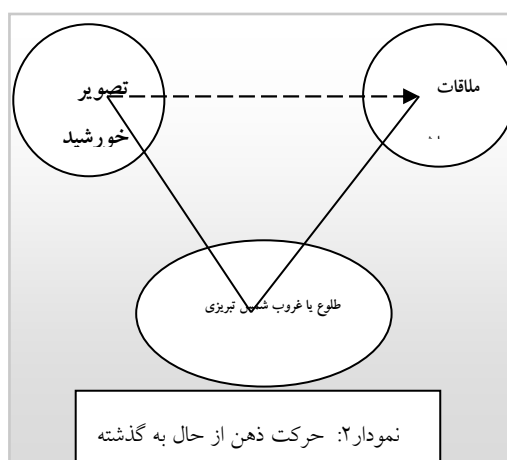 ملاقات
تصویر
خورشید
طلوع یا غروب شمس تبریزی
نمودار۲: حرکت ذهن از حال به گذشته